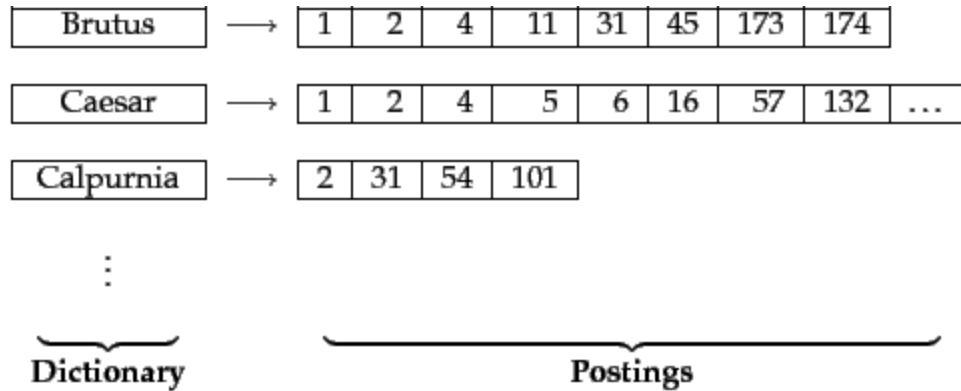 Brutus → 1 2 4 11 31 45 173 174
Caesar → 1 2 4 5 6 16 57 132 ...
Calpurnia → 2 31 54 101
⋮
Dictionary Postings